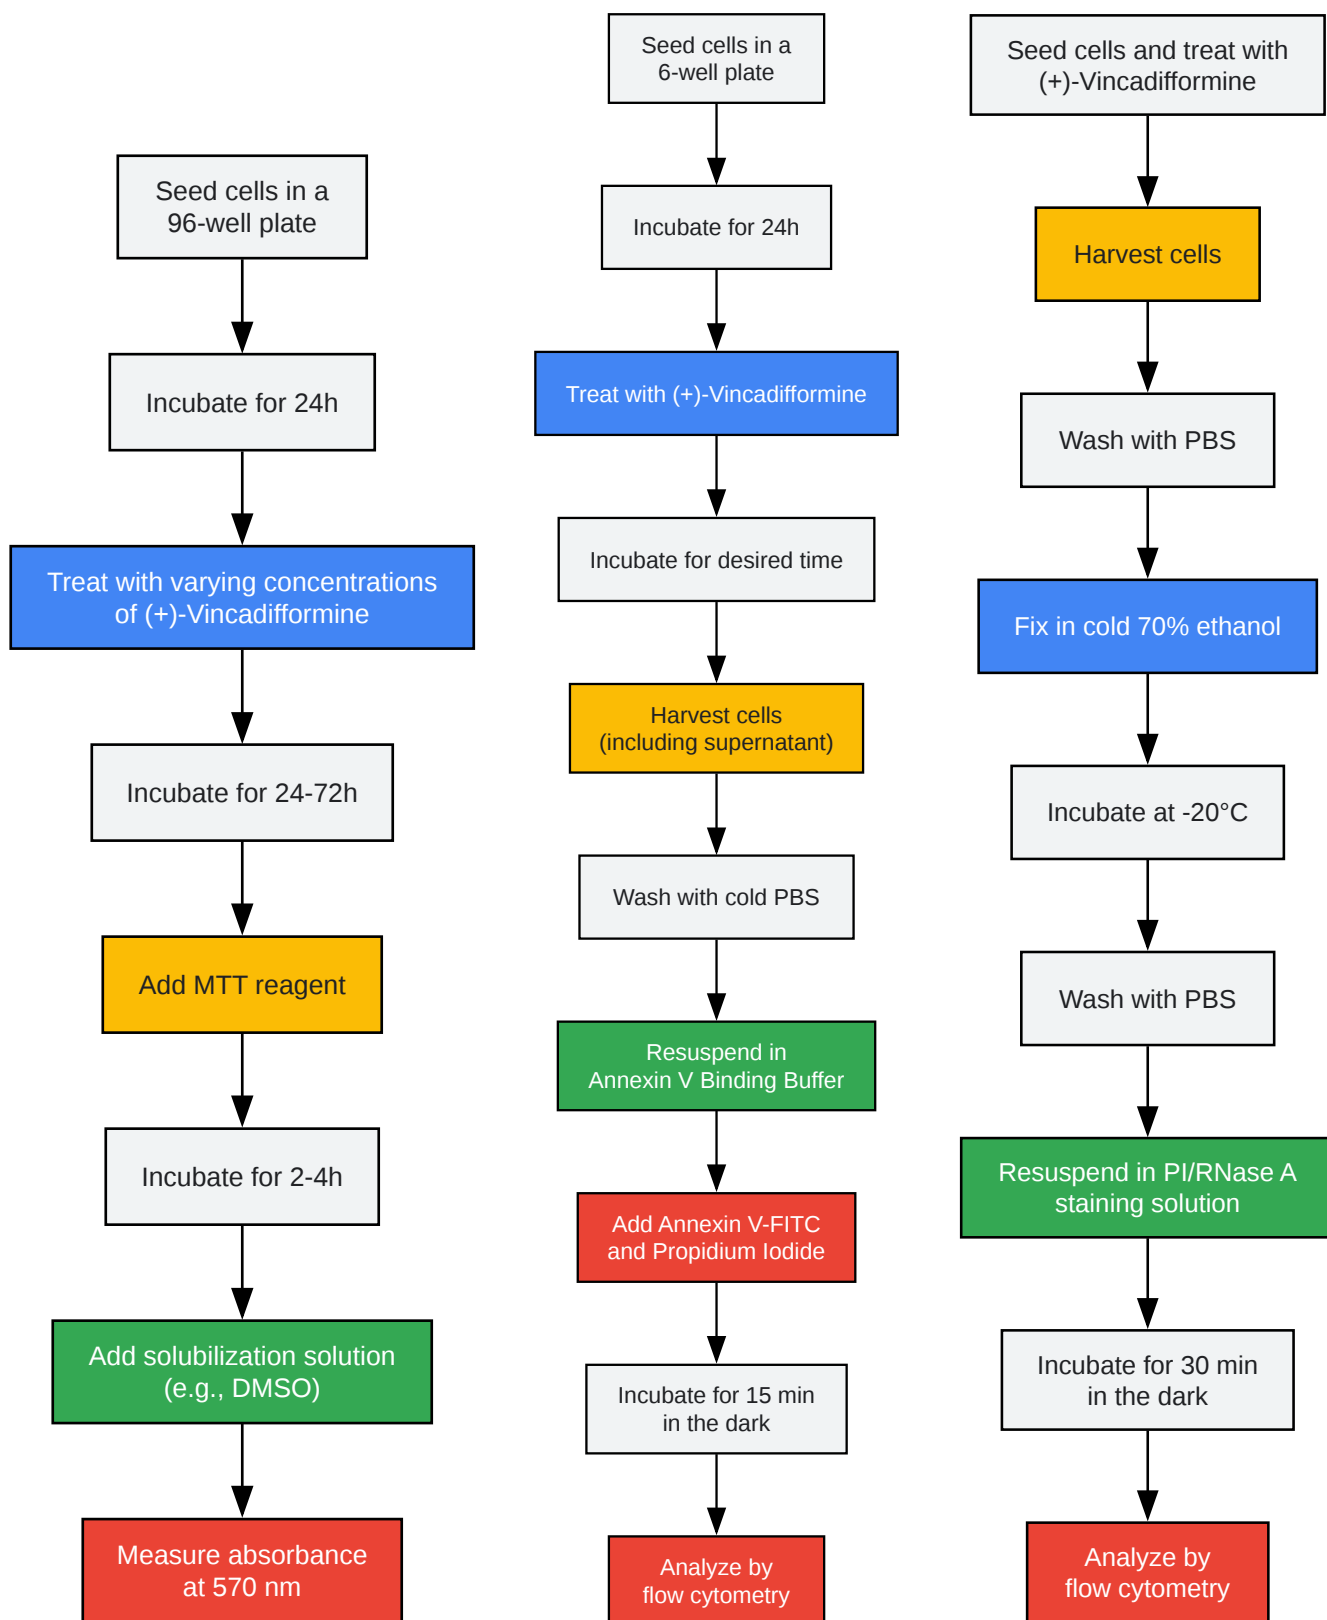 Seed cells in a
96-well plate
Incubate for 24h
Treat with varying concentrations
of (+)-Vincadifformine
Incubate for 24-72h
Add MTT reagent
Incubate for 2-4h
Add solubilization solution
(e.g., DMSO)
Measure absorbance
at 570 nm
Seed cells in a
6-well plate
Incubate for 24h
Treat with (+)-Vincadifformine
Incubate for desired time
Harvest cells
(including supernatant)
Wash with cold PBS
Resuspend in
Annexin V Binding Buffer
Add Annexin V-FITC
and Propidium Iodide
Incubate for 15 min
in the dark
Analyze by
flow cytometry
Seed cells and treat with
(+)-Vincadifformine
Harvest cells
Wash with PBS
Fix in cold 70% ethanol
Incubate at -20°C
Wash with PBS
Resuspend in PI/RNase A
staining solution
Incubate for 30 min
in the dark
Analyze by
flow cytometry